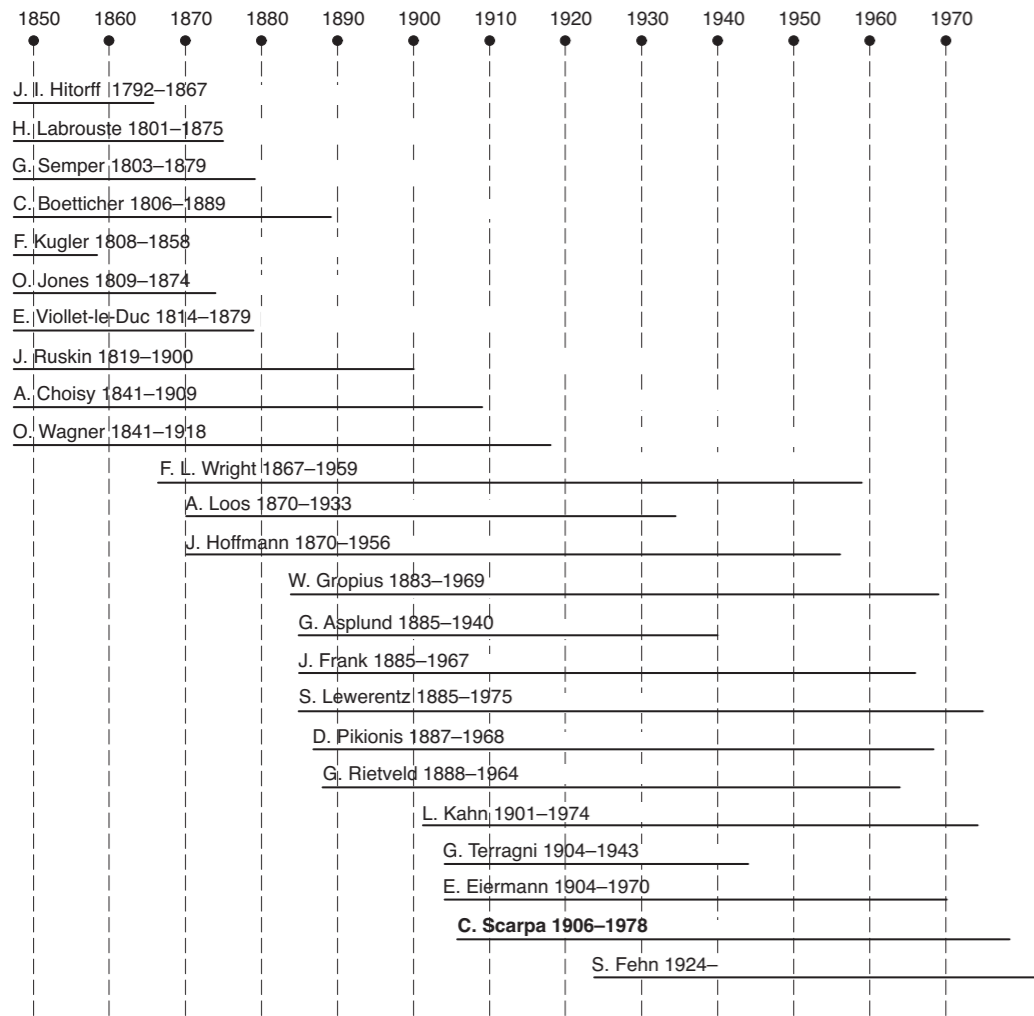 1850 1860 1870 1880 1890 1900 1910 1920 1930 1940 1950 1960 1970
J. I. Hitorff 1792–1867
H. Labrouste 1801–1875
G. Semper 1803–1879
C. Boetticher 1806–1889
F. Kugler 1808–1858
O. Jones 1809–1874
E. Viollet-le-Duc 1814–1879
J. Ruskin 1819–1900
A. Choisy 1841–1909
O. Wagner 1841–1918
F. L. Wright 1867–1959
A. Loos 1870–1933
J. Hoffmann 1870–1956
W. Gropius 1883–1969
G. Asplund 1885–1940
J. Frank 1885–1967
S. Lewerentz 1885–1975
D. Pikionis 1887–1968
G. Rietveld 1888–1964
L. Kahn 1901–1974
G. Terragni 1904–1943
E. Eiermann 1904–1970
C. Scarpa 1906–1978
S. Fehn 1924–